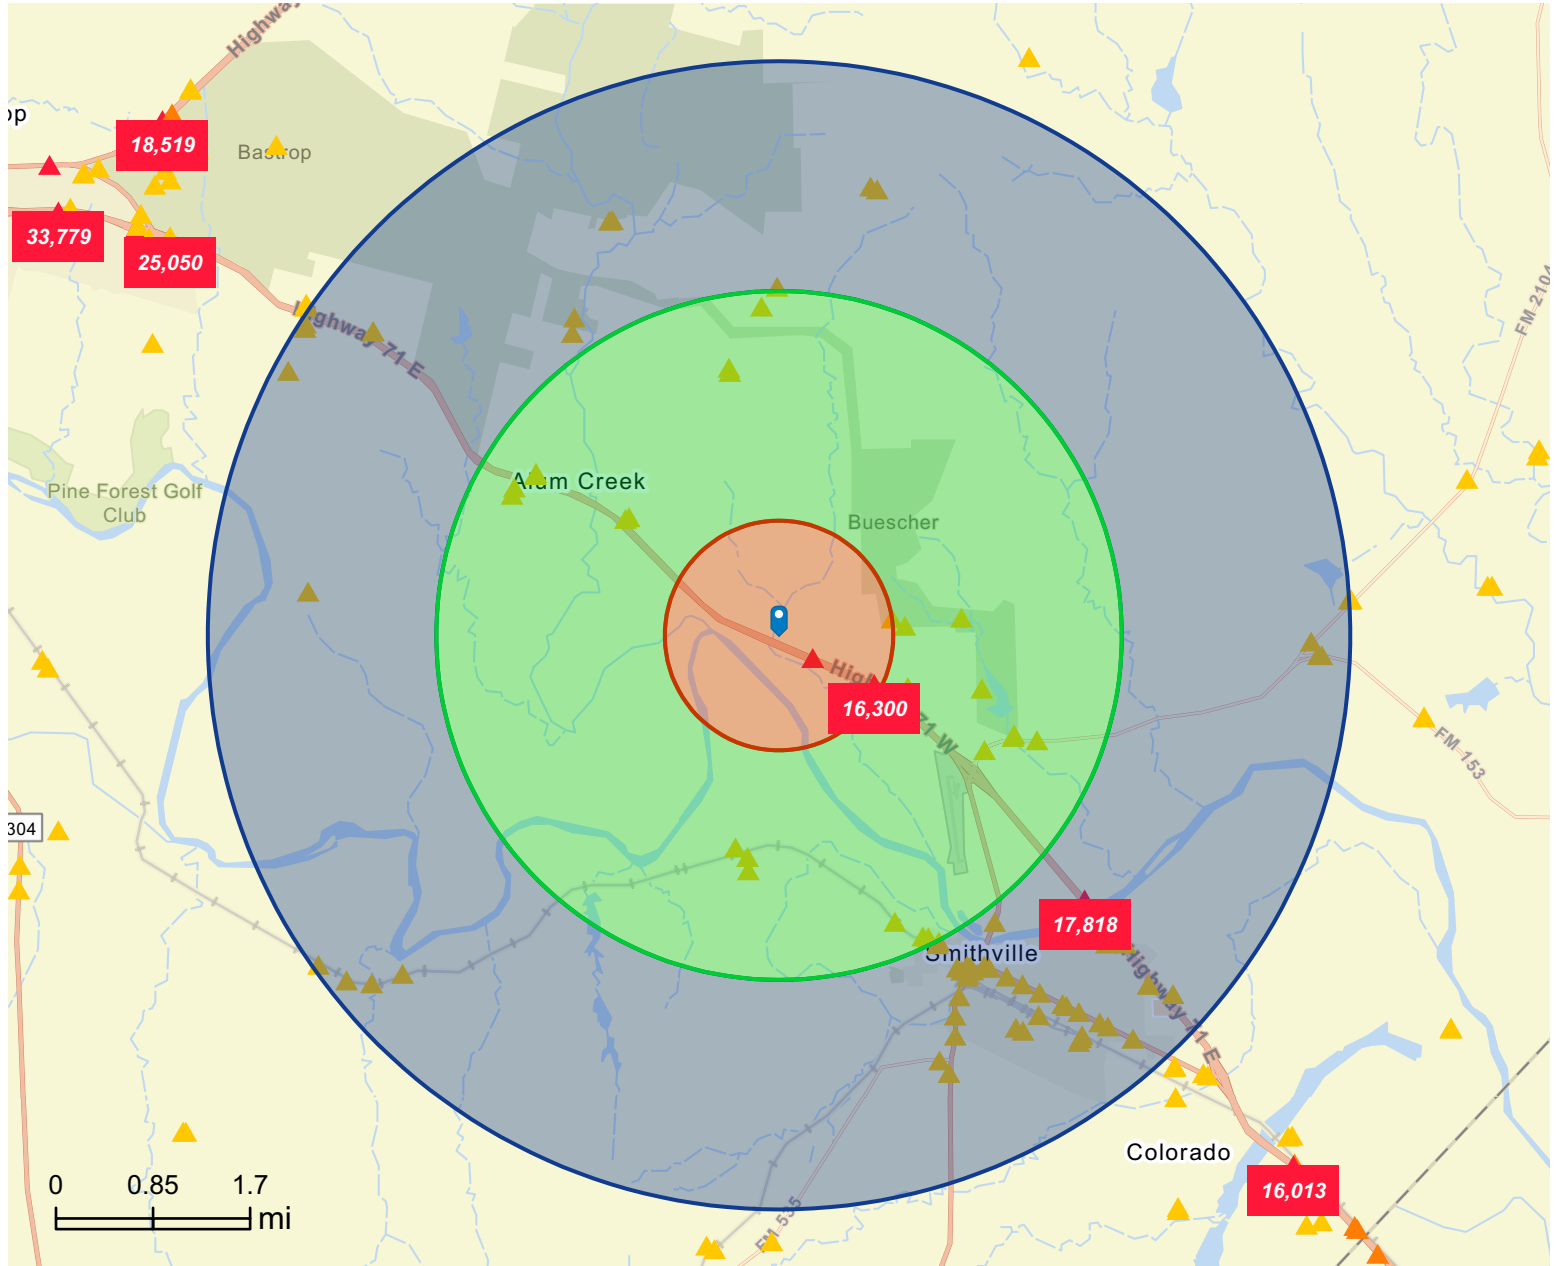 Highway
op
18,519
Bastrop
33,779
25,050
Highway 71 E
FM 2104
Alum Creek
Pine Forest Golf
Club
Buescher
16,300
71 W
FM 153
304
17,818
Smithville
Highway 71 E
Colorado
0 0.85 1.7
mi
16,013
FM 535